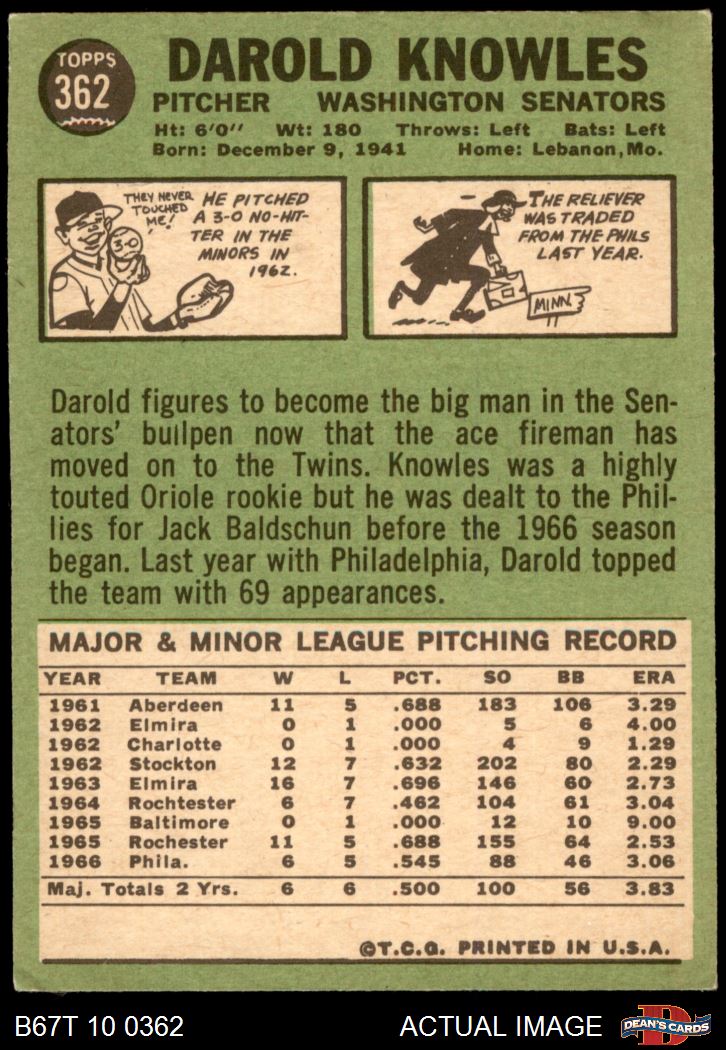 TOPPS
362
DAROLD KNOWLES
PITCHER WASHINGTON SENATORS
Ht: 6'0" Wt: 180 Throws: Left Bats: Left
Born: December 9, 1941 Home: Lebanon, Mo.
THEY NEVER
TOUCHED
ME!
3-0
HE PITCHED
A 3-0 NO-HIT-
TER IN THE
MINORS IN
1962.
THE RELIEVER
WAS TRADED
FROM THE PHILS
LAST YEAR.
MINN.
Darold figures to become the big man in the Sen-
ators' bullpen now that the ace fireman has
moved on to the Twins. Knowles was a highly
touted Oriole rookie but he was dealt to the Phil-
lies for Jack Baldschun before the 1966 season
began. Last year with Philadelphia, Darold topped
the team with 69 appearances.
MAJOR & MINOR LEAGUE PITCHING RECORD
YEAR TEAM W L PCT. SO BB ERA
1961 Aberdeen 11 5 .688 183 106 3.29
1962 Elmira 0 1 .000 5 6 4.00
1962 Charlotte 0 1 .000 4 9 1.29
1962 Stockton 12 7 .632 202 80 2.29
1963 Elmira 16 7 .696 146 60 2.73
1964 Rochtester 6 7 .462 104 61 3.04
1965 Baltimore 0 1 .000 12 10 9.00
1965 Rochester 11 5 .688 155 64 2.53
1966 Phila. 6 5 .545 88 46 3.06
Maj. Totals 2 Yrs. 6 6 .500 100 56 3.83
©T.C.G. PRINTED IN U.S.A.
B67T 10 0362 ACTUAL IMAGE DEAN'S CARDS